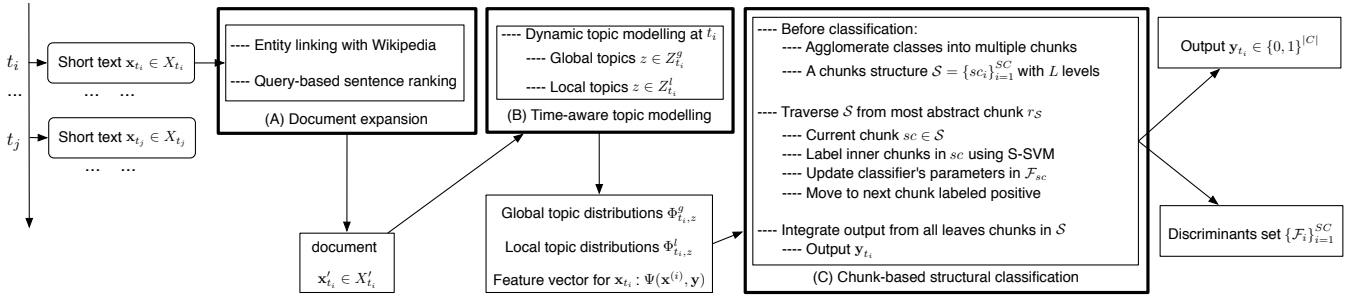 t_i
Short text x_{t_i} ∈ X_{t_i}
...
... ...
t_j
Short text x_{t_j} ∈ X_{t_j}
... ...
---- Entity linking with Wikipedia
---- Query-based sentence ranking
(A) Document expansion
document
x'_{t_i} ∈ X'_{t_i}
---- Dynamic topic modelling at t_i
---- Global topics z ∈ Z^g_{t_i}
---- Local topics z ∈ Z^l_{t_i}
(B) Time-aware topic modelling
Global topic distributions Φ^g_{t_i,z}
Local topic distributions Φ^l_{t_i,z}
Feature vector for x_{t_i} : Ψ(x^{(i)}, y)
---- Before classification:
---- Agglomerate classes into multiple chunks
---- A chunks structure S = {sc_i}^{SC}_{i=1} with L levels
---- Traverse S from most abstract chunk r_S
---- Current chunk sc ∈ S
---- Label inner chunks in sc using S-SVM
---- Update classifier's parameters in F_{sc}
---- Move to next chunk labeled positive
---- Integrate output from all leaves chunks in S
---- Output y_{t_i}
(C) Chunk-based structural classification
Output y_{t_i} ∈ {0, 1}^{|C|}
Discriminants set {F_i}^{SC}_{i=1}